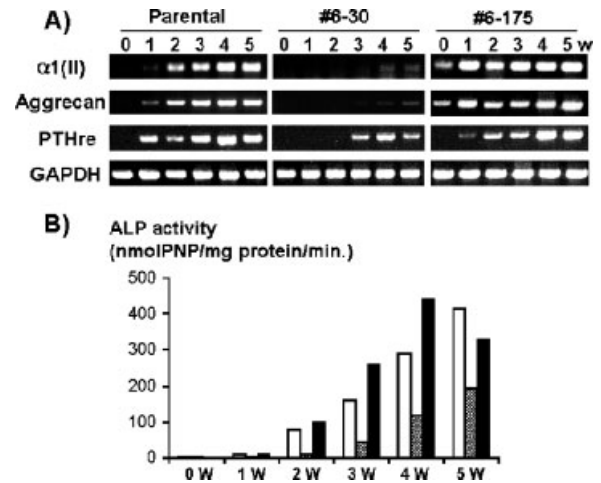 A) Parental #6-30 #6-175
0 1 2 3 4 5 0 1 2 3 4 5 0 1 2 3 4 5 w
α1(II)
Aggrecan
PTHre
GAPDH
B) ALP activity
(nmolPNP/mg protein/min.)
500
400
300
200
100
0
0 W 1 W 2 W 3 W 4 W 5 W